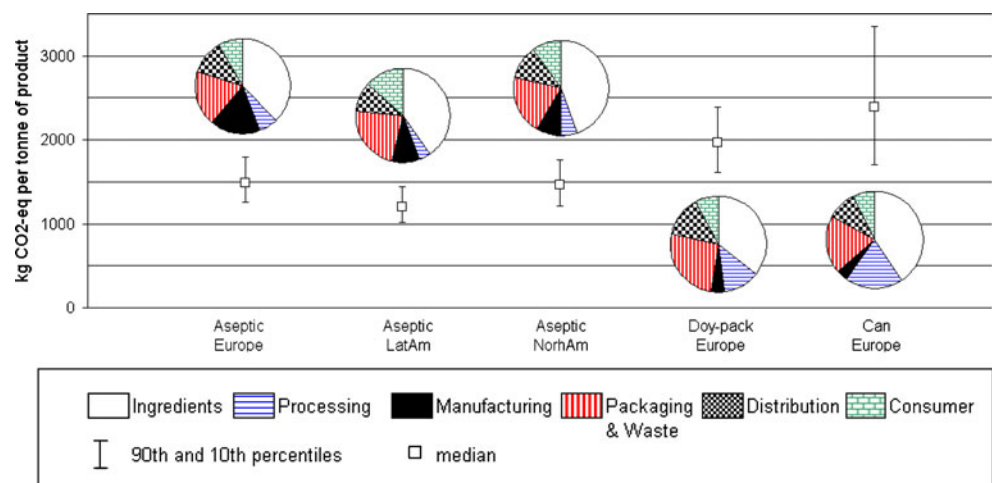 kg CO2-eq per tonne of product
3000
2000
1000
0
Aseptic Europe
Aseptic LatAm
Aseptic NorhAm
Doy-pack Europe
Can Europe
Ingredients
Processing
Manufacturing
Packaging & Waste
Distribution
Consumer
90th and 10th percentiles
median